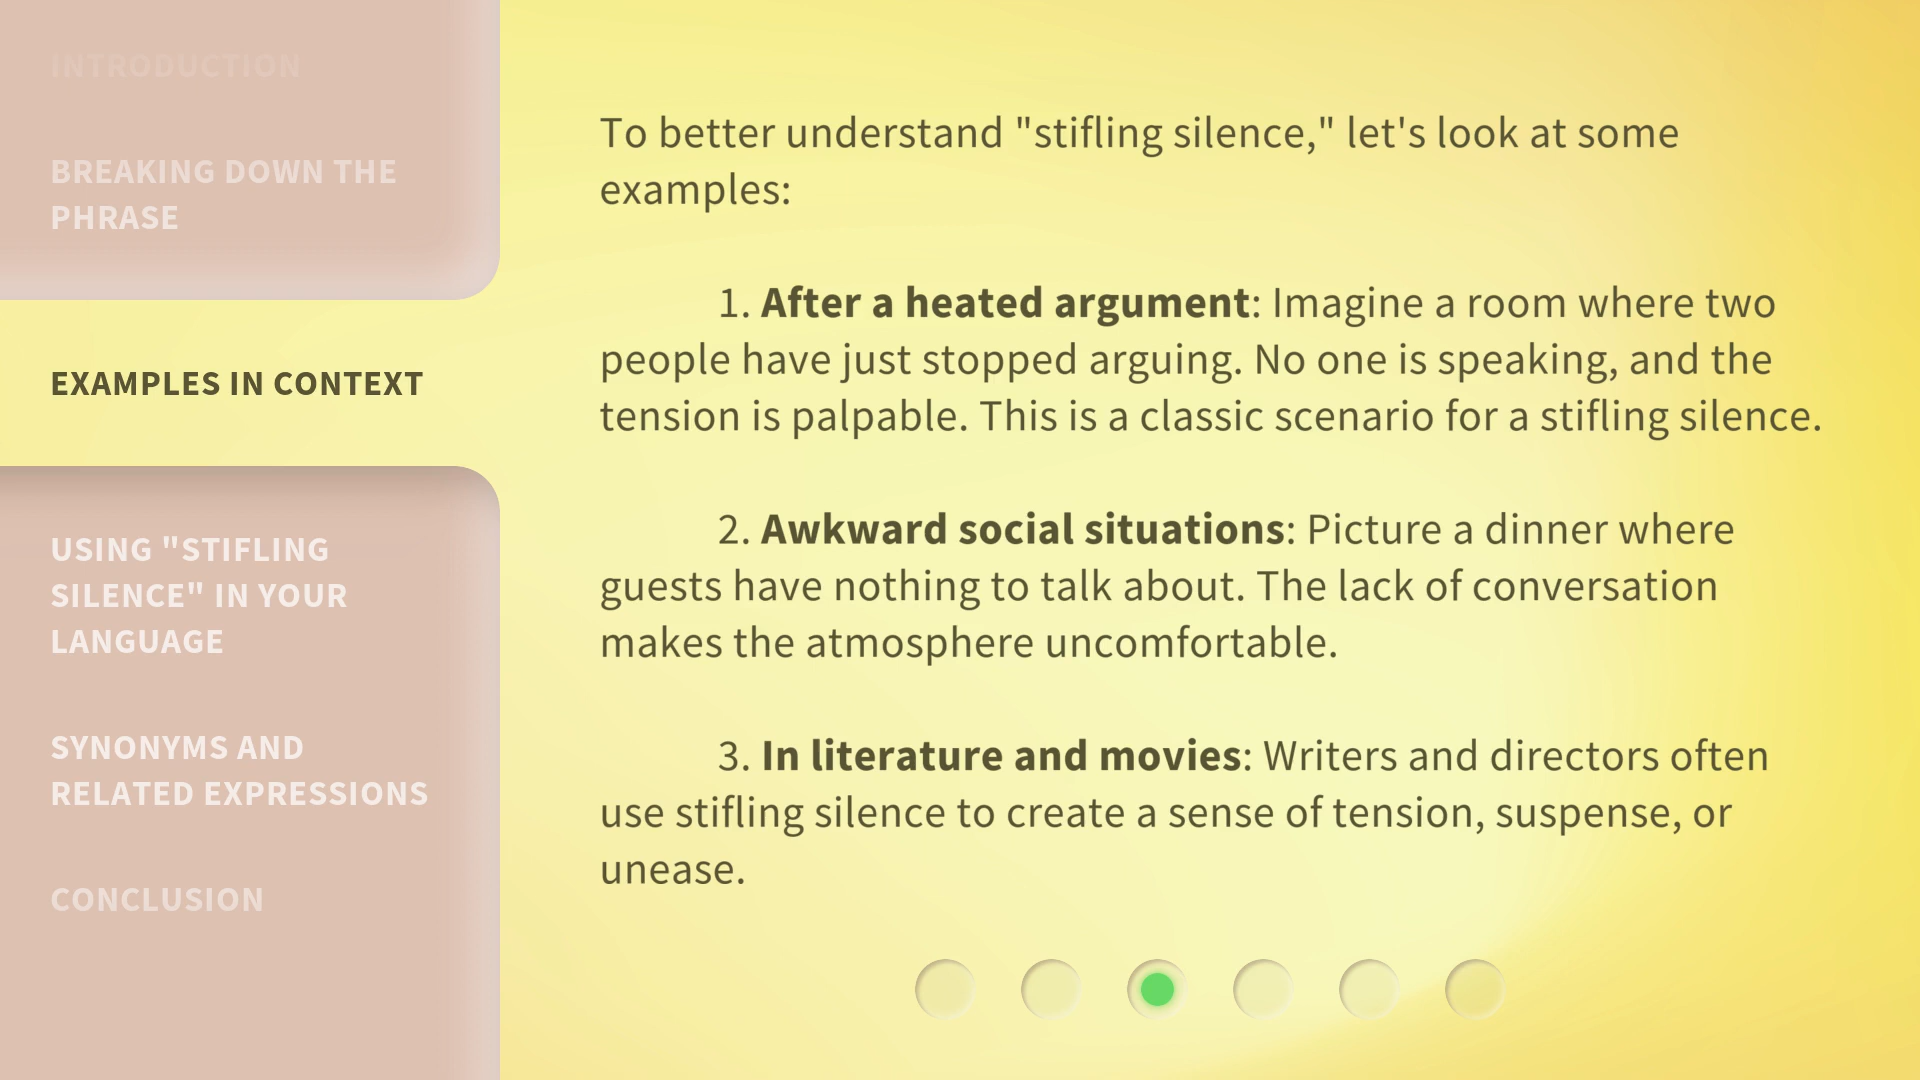 INTRODUCTION
BREAKING DOWN THE
PHRASE
EXAMPLES IN CONTEXT
USING "STIFLING
SILENCE" IN YOUR
LANGUAGE
SYNONYMS AND
RELATED EXPRESSIONS
CONCLUSION
To better understand "stifling silence," let's look at some
examples:
1. After a heated argument: Imagine a room where two
people have just stopped arguing. No one is speaking, and the
tension is palpable. This is a classic scenario for a stifling silence.
2. Awkward social situations: Picture a dinner where
guests have nothing to talk about. The lack of conversation
makes the atmosphere uncomfortable.
3. In literature and movies: Writers and directors often
use stifling silence to create a sense of tension, suspense, or
unease.